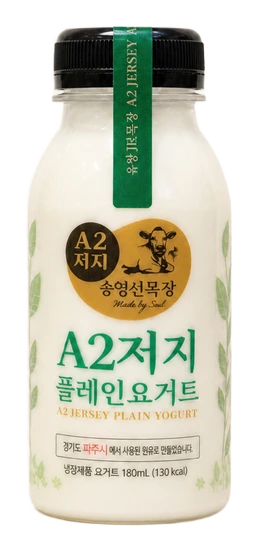 유왕JE목장 A2 JERSEY
A2
저지
송영선목장
Made by Soul
A2저지
플레인요거트
A2 JERSEY PLAIN YOGURT
경기도 파주시에서 사용된 원유로 만들었습니다.
냉장제품 요거트 180mL (130 kcal)